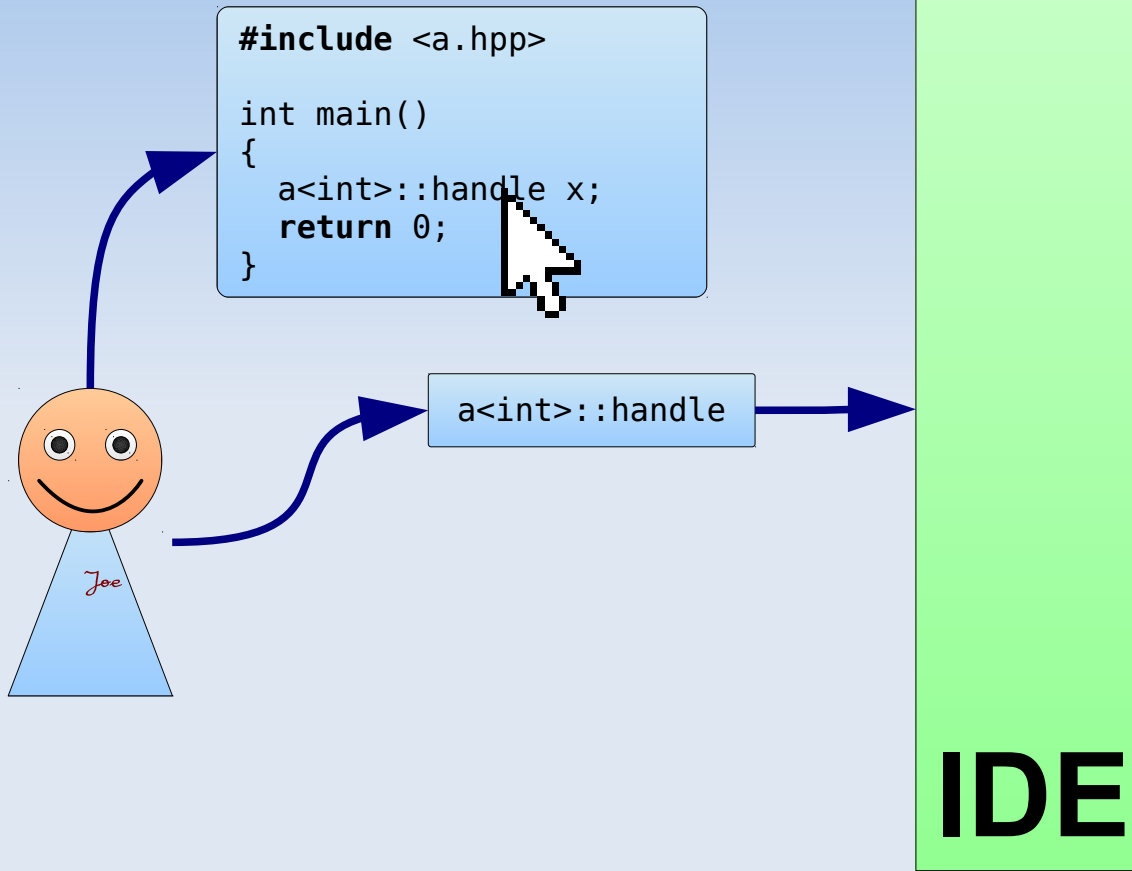 #include <a.hpp>

int main()
{
  a<int>::handle x;
  return 0;
}
a<int>::handle
Joe
IDE